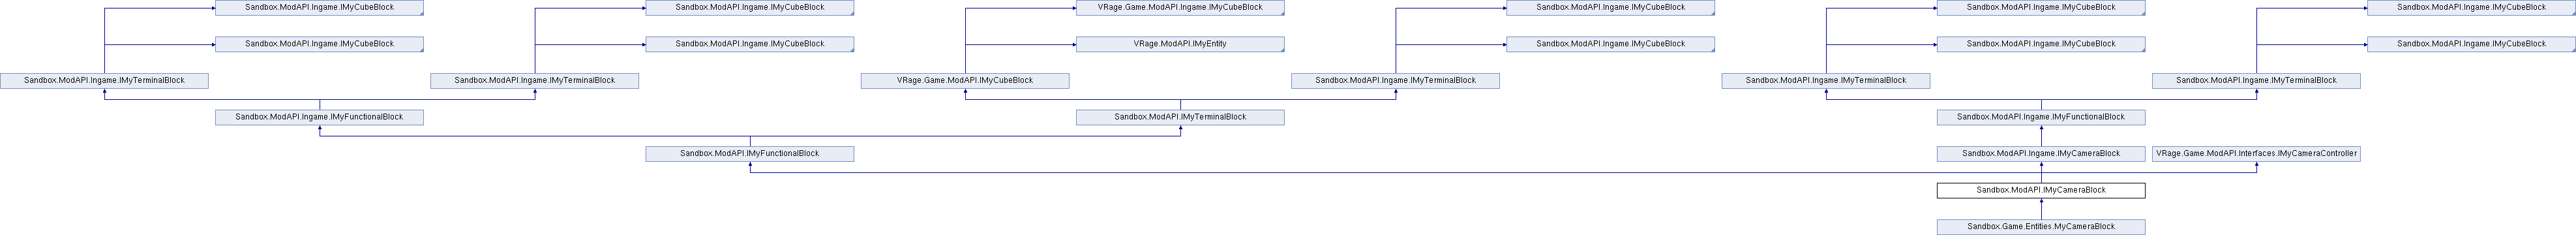 Sandbox.ModAPI.Ingame.IMyCubeBlock
Sandbox.ModAPI.Ingame.IMyCubeBlock
VRage.Game.ModAPI.Ingame.IMyCubeBlock
Sandbox.ModAPI.Ingame.IMyCubeBlock
Sandbox.ModAPI.Ingame.IMyCubeBlock
Sandbox.ModAPI.Ingame.IMyCubeBlock
Sandbox.ModAPI.Ingame.IMyCubeBlock
Sandbox.ModAPI.Ingame.IMyCubeBlock
VRage.ModAPI.IMyEntity
Sandbox.ModAPI.Ingame.IMyCubeBlock
Sandbox.ModAPI.Ingame.IMyCubeBlock
Sandbox.ModAPI.Ingame.IMyCubeBlock
Sandbox.ModAPI.Ingame.IMyTerminalBlock
Sandbox.ModAPI.Ingame.IMyTerminalBlock
VRage.Game.ModAPI.IMyCubeBlock
Sandbox.ModAPI.Ingame.IMyTerminalBlock
Sandbox.ModAPI.Ingame.IMyTerminalBlock
Sandbox.ModAPI.Ingame.IMyTerminalBlock
Sandbox.ModAPI.Ingame.IMyFunctionalBlock
Sandbox.ModAPI.IMyTerminalBlock
Sandbox.ModAPI.Ingame.IMyFunctionalBlock
Sandbox.ModAPI.IMyFunctionalBlock
Sandbox.ModAPI.Ingame.IMyCameraBlock
VRage.Game.ModAPI.Interfaces.IMyCameraController
Sandbox.ModAPI.IMyCameraBlock
Sandbox.Game.Entities.MyCameraBlock